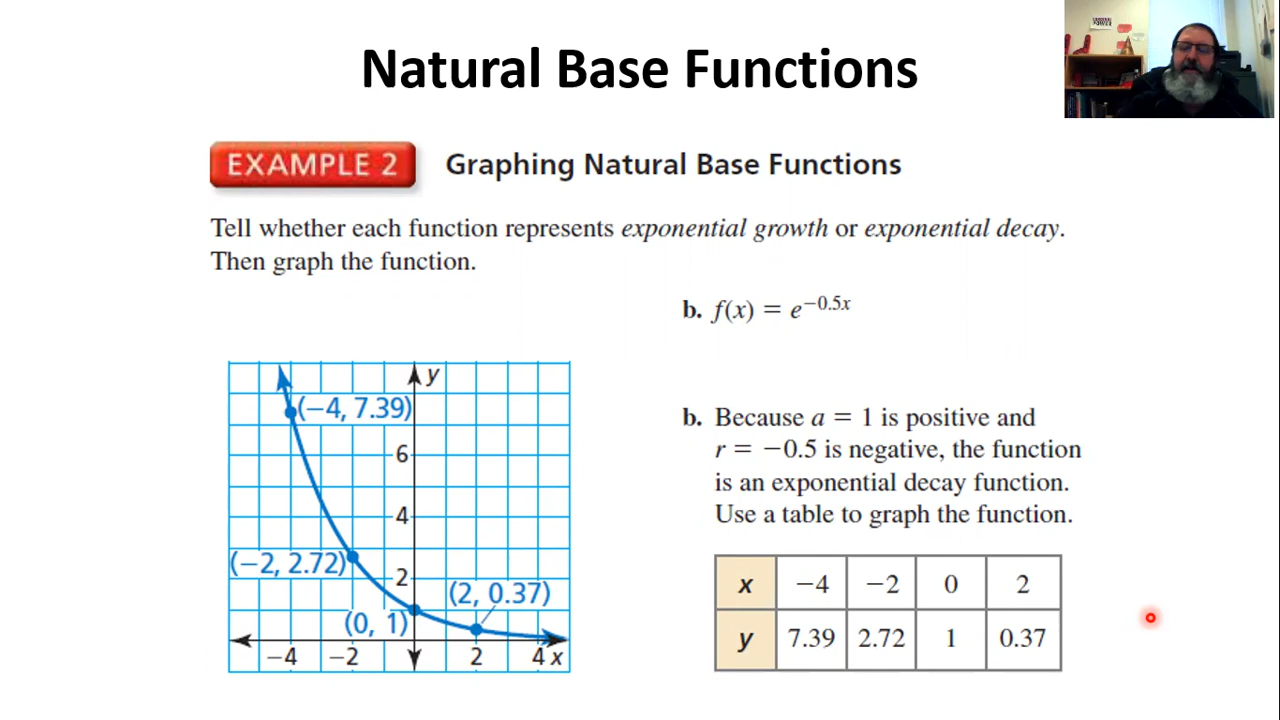 Natural Base Functions
EXAMPLE 2 Graphing Natural Base Functions
Tell whether each function represents exponential growth or exponential decay.
Then graph the function.
b. f(x) = e^−0.5x
y
(−4, 7.39)
6
4
(−2, 2.72)
2
(2, 0.37)
(0, 1)
−4 −2 2 4 x
b. Because a = 1 is positive and
r = −0.5 is negative, the function
is an exponential decay function.
Use a table to graph the function.
x −4 −2 0 2
y 7.39 2.72 1 0.37